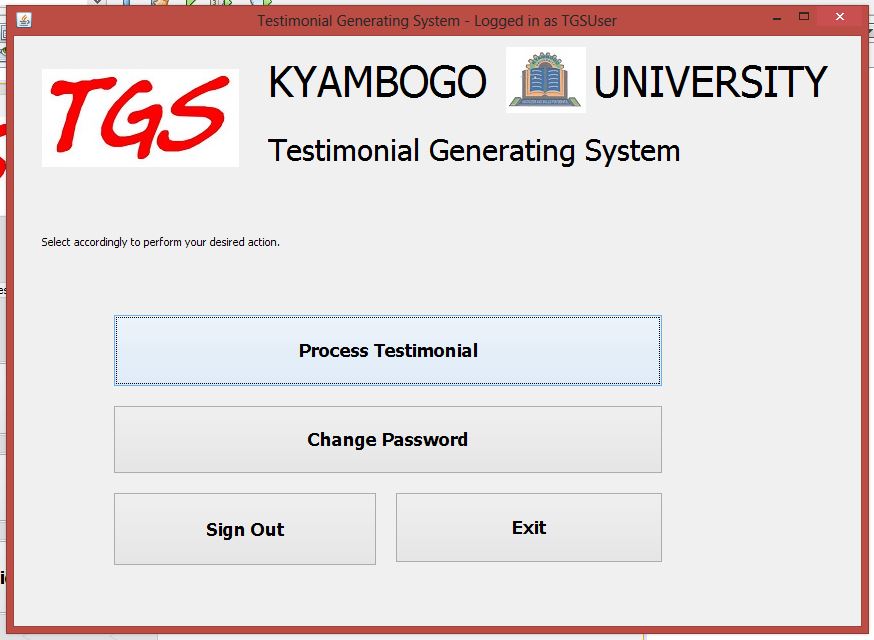 Testimonial Generating System - Logged in as TGSUser
TGS
KYAMBOGO UNIVERSITY
Testimonial Generating System
Select accordingly to perform your desired action.
Process Testimonial
Change Password
Sign Out
Exit